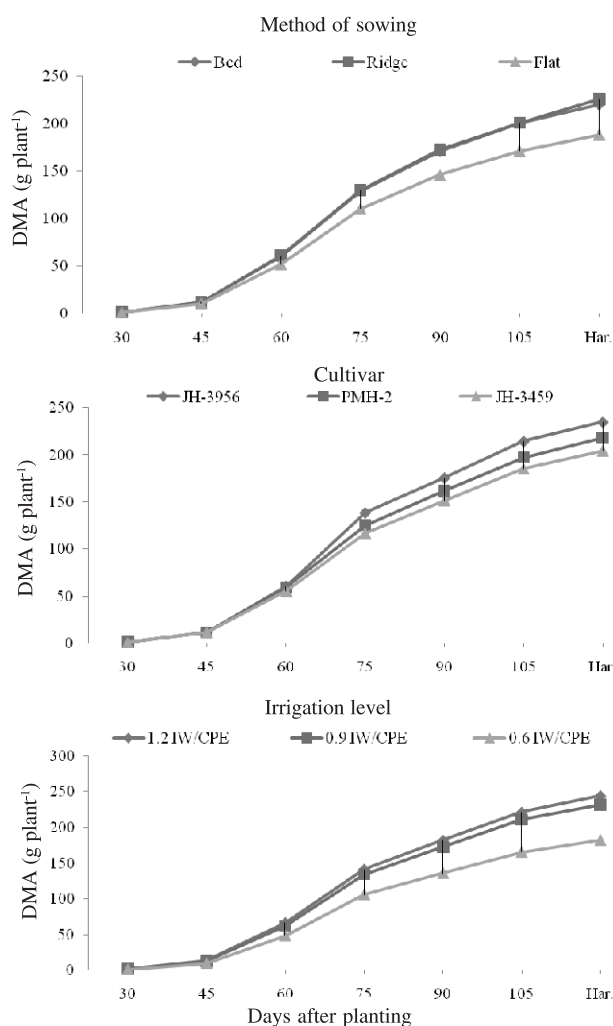 Method of sowing
Bed Ridge Flat
250
200
150
100
50
0
DMA (g plant-1)
30 45 60 75 90 105 Har.
Cultivar
JH-3956 PMH-2 JH-3459
250
200
150
100
50
0
DMA (g plant-1)
30 45 60 75 90 105 Har.
Irrigation level
1.2 IW/CPE 0.9 IW/CPE 0.6 IW/CPE
300
250
200
150
100
50
0
DMA (g plant-1)
30 45 60 75 90 105 Har.
Days after planting